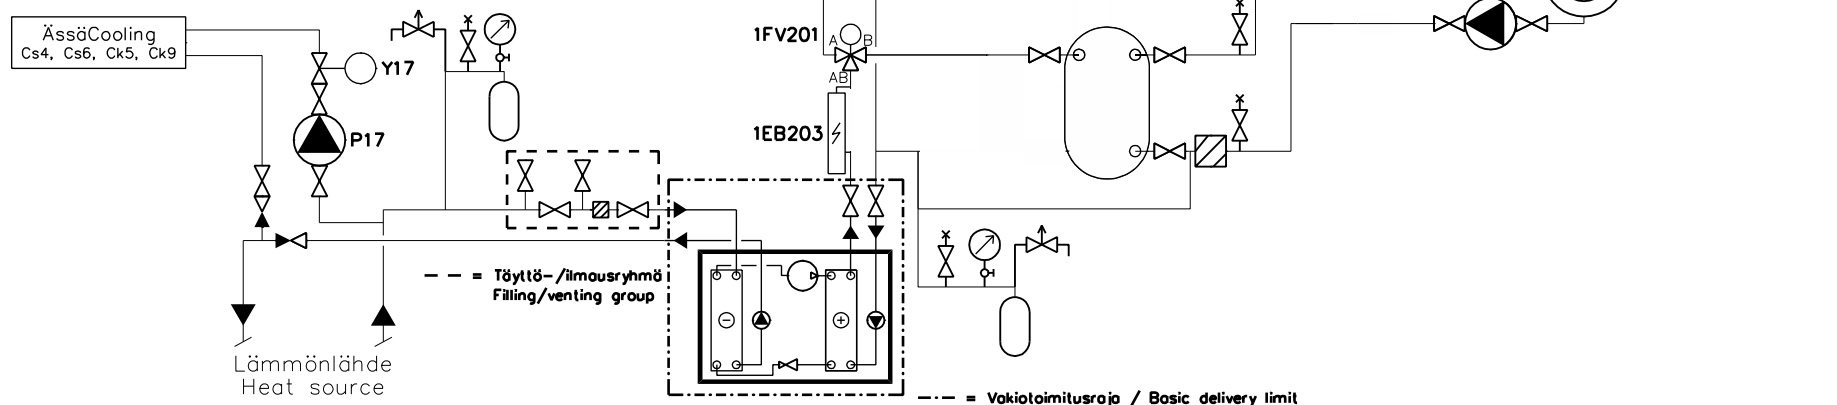 ÄssäCooling
Cs4, Cs6, Ck5, Ck9
Y17
P17
1FV201
A
B
AB
1EB203
= Täyttö-/ilmausryhmä
Filling/venting group
Lämmönlähde
Heat source
= Vakiotoimitusraja / Basic delivery limit